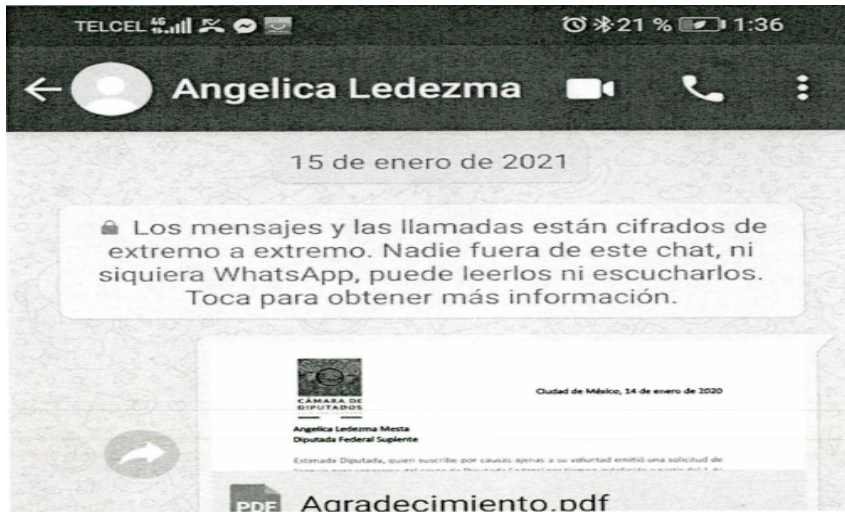 TELCEL 4G 1:36
21 %
Angelica Ledezma
15 de enero de 2021
Los mensajes y las llamadas están cifrados de
extremo a extremo. Nadie fuera de este chat, ni
siquiera WhatsApp, puede leerlos ni escucharlos.
Toca para obtener más información.
CÁMARA DE
DIPUTADOS
Ciudad de México, 14 de enero de 2020
Angelica Ledezma Mesta
Diputada Federal Suplente
Estimada Diputada, quien suscribe por causas ajenas a su voluntad emitió una solicitud de
PDF
Agradecimiento.pdf